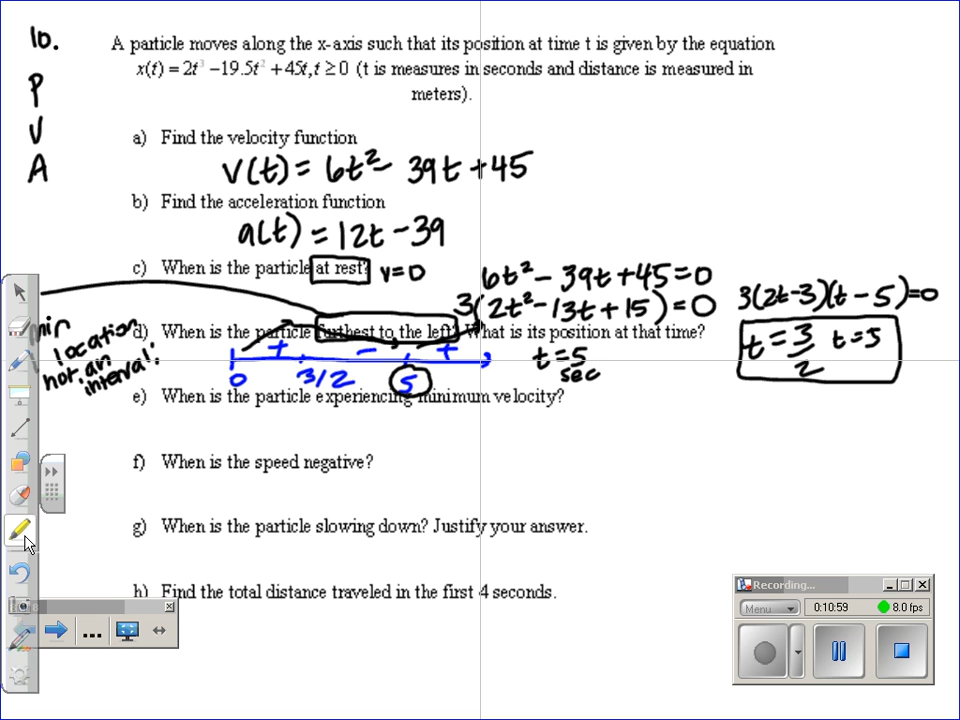 10.
A particle moves along the x-axis such that its position at time t is given by the equation
x(t) = 2t³ − 19.5t² + 45t, t ≥ 0 (t is measures in seconds and distance is measured in
meters).
P
V
A
a) Find the velocity function
V(t) = 6t² − 39t + 45
b) Find the acceleration function
a(t) = 12t − 39
c) When is the particle at rest?
v = 0
6t² − 39t + 45 = 0
3(2t² − 13t + 15) = 0
3(2t − 3)(t − 5) = 0
t = 3/2 t = 5
min
location
not an
interval!
d) When is the particle furthest to the left? What is its position at that time?
+ − +
0 3/2 5
t = 5
sec
e) When is the particle experiencing minimum velocity?
f) When is the speed negative?
g) When is the particle slowing down? Justify your answer.
h) Find the total distance traveled in the first 4 seconds.
...
Recording...
Menu
0:10:59
8.0 fps